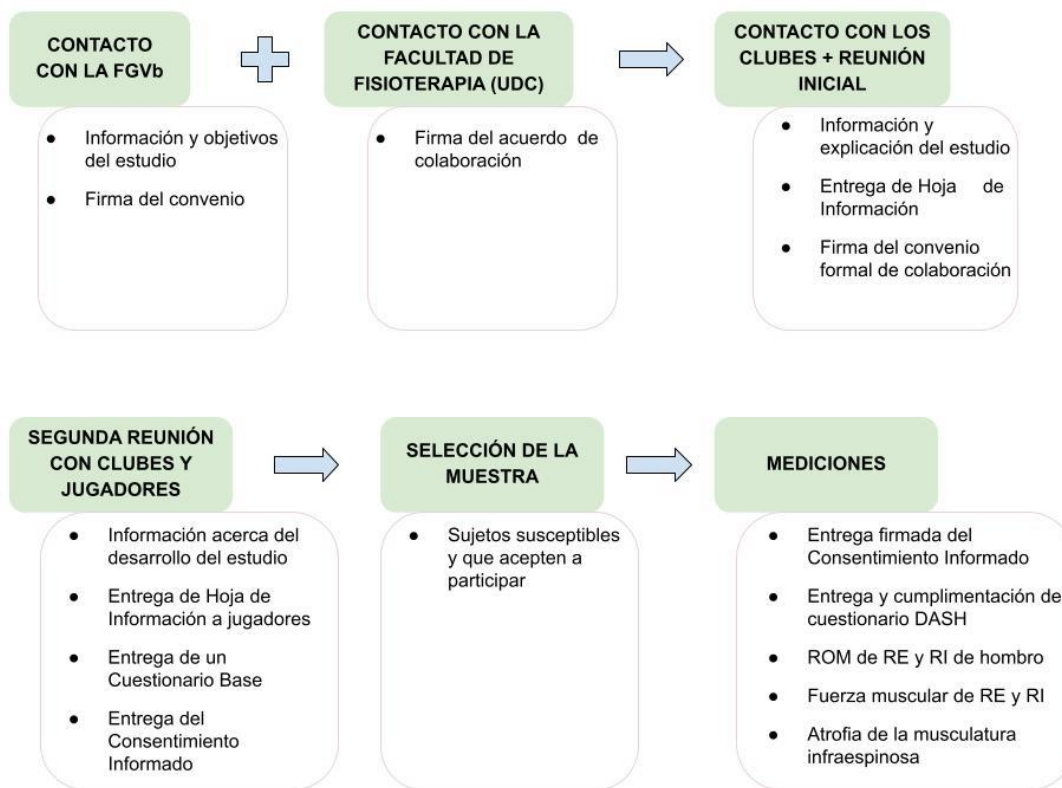 CONTACTO
CON LA FGVb
CONTACTO CON LA
FACULTAD DE
FISIOTERAPIA (UDC)
CONTACTO CON LOS
CLUBES + REUNIÓN
INICIAL
● Información y objetivos
del estudio
● Firma del convenio
● Firma del acuerdo de
colaboración
● Información y
explicación del estudio
● Entrega de Hoja de
Información
● Firma del convenio
formal de colaboración
SEGUNDA REUNIÓN
CON CLUBES Y
JUGADORES
SELECCIÓN DE LA
MUESTRA
MEDICIONES
● Información acerca del
desarrollo del estudio
● Entrega de Hoja de
Información a jugadores
● Entrega de un
Cuestionario Base
● Entrega del
Consentimiento
Informado
● Sujetos susceptibles
y que acepten a
participar
● Entrega firmada del
Consentimiento Informado
● Entrega y cumplimentación de
cuestionario DASH
● ROM de RE y RI de hombro
● Fuerza muscular de RE y RI
● Atrofia de la musculatura
infraespinosa